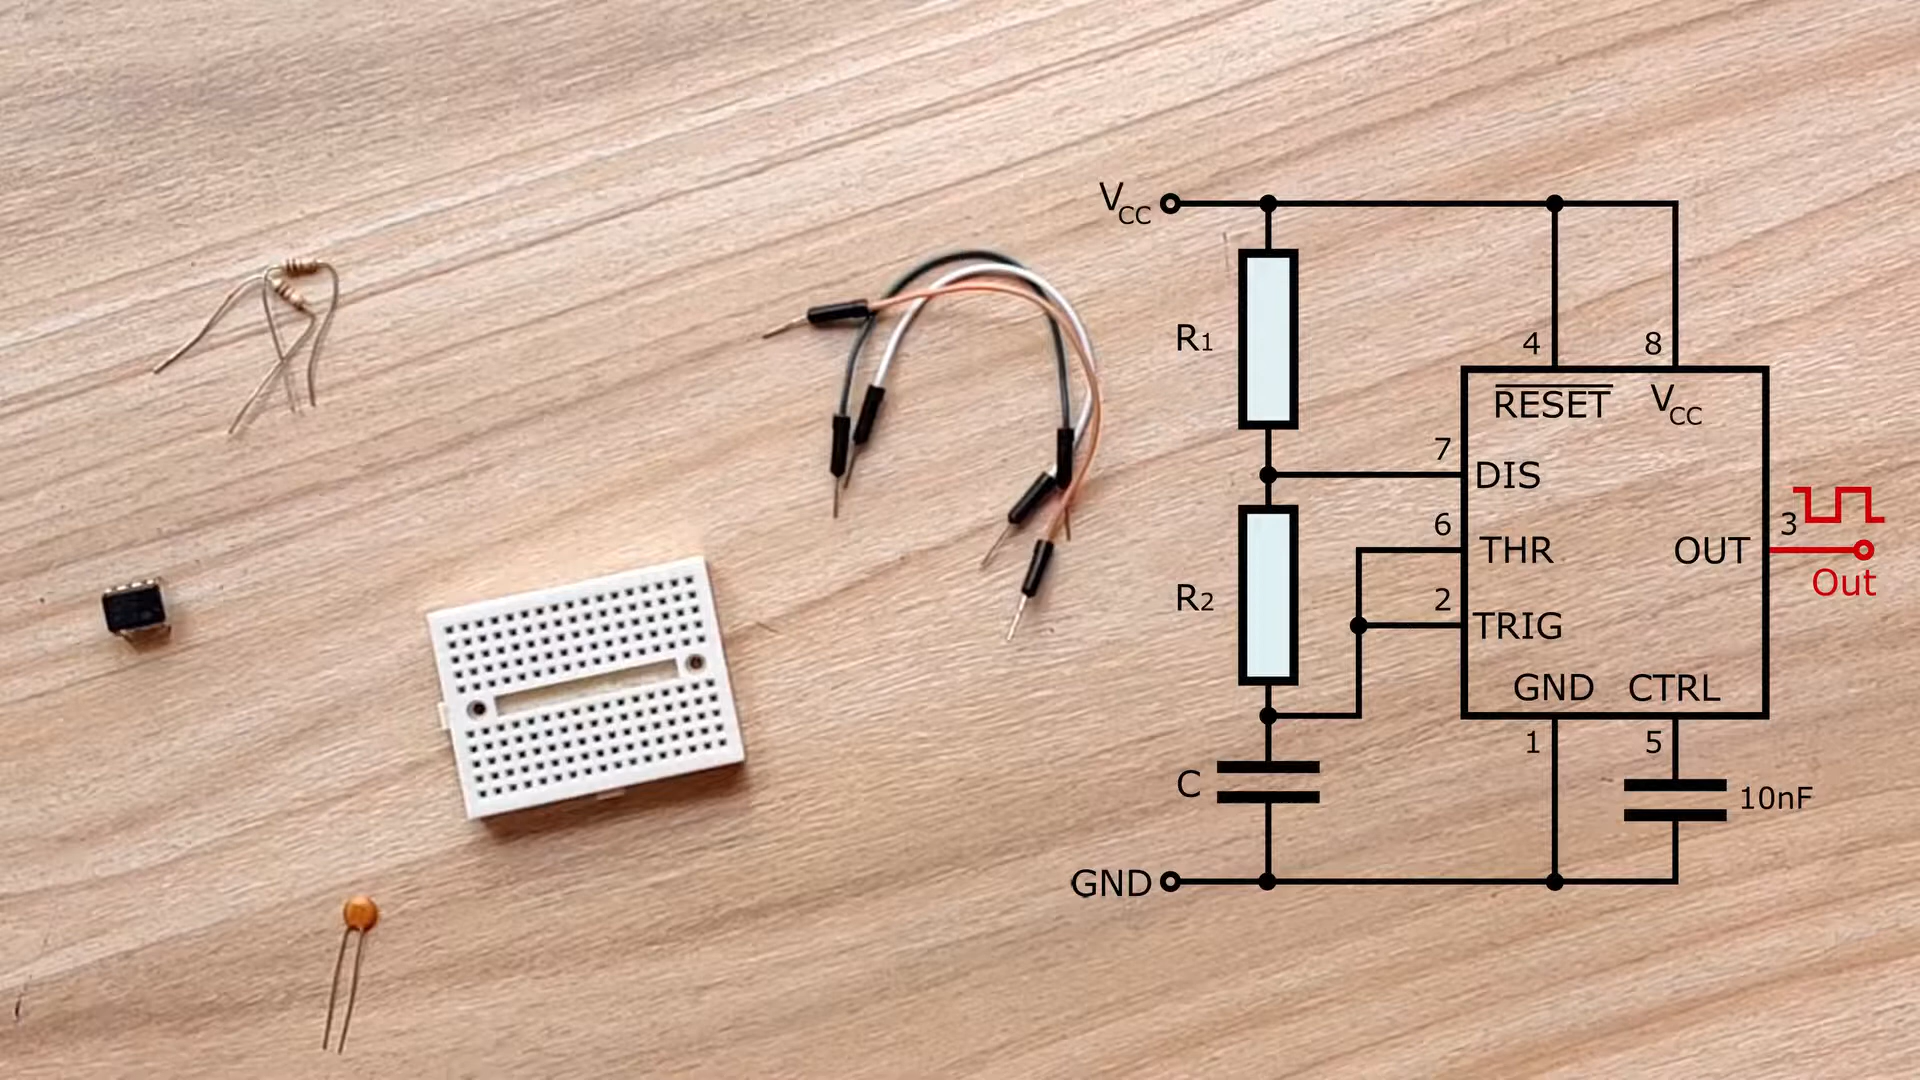 VCC
R1
4
8
RESET
VCC
7
DIS
6
THR
3
OUT
Out
R2
2
TRIG
GND
CTRL
1
5
C
10nF
GND